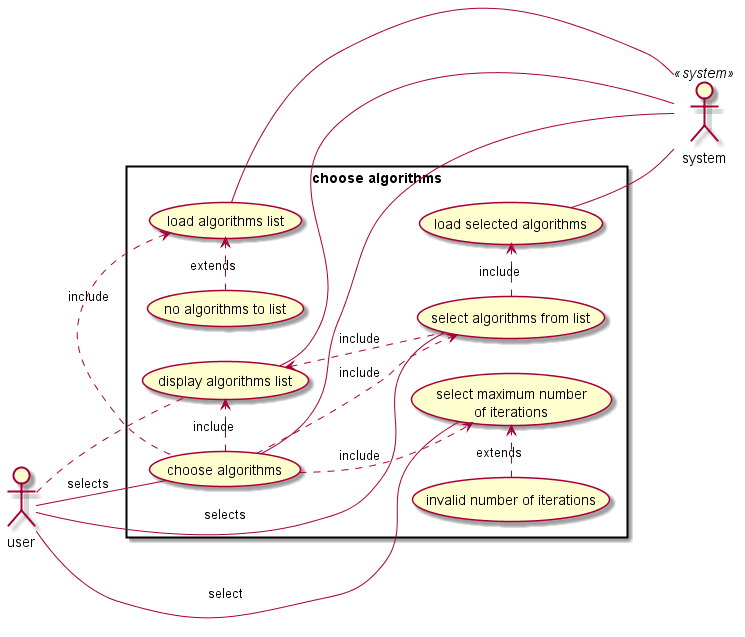 «system»
system
choose algorithms
load algorithms list
load selected algorithms
extends
include
include
no algorithms to list
select algorithms from list
include
display algorithms list
include
select maximum number
of iterations
include
include
extends
choose algorithms
selects
invalid number of iterations
selects
user
select